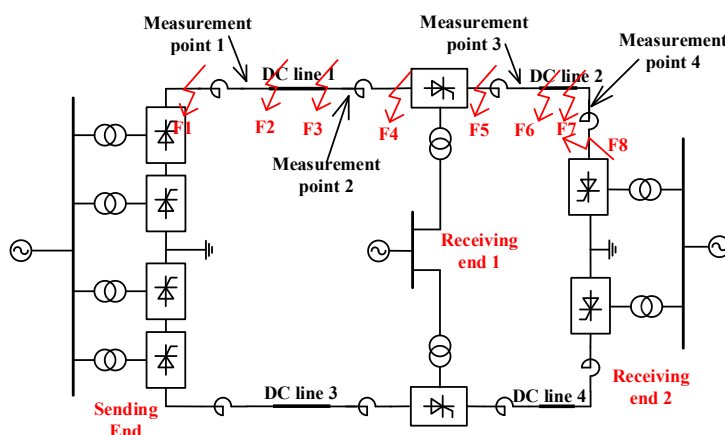 Measurement
point 1
Measurement
point 3
Measurement
point 4
DC line 1
DC line 2
F1
F2
F3
F4
F5
F6
F7
F8
Measurement
point 2
Receiving
end 1
Receiving
end 2
Sending
End
DC line 3
DC line 4